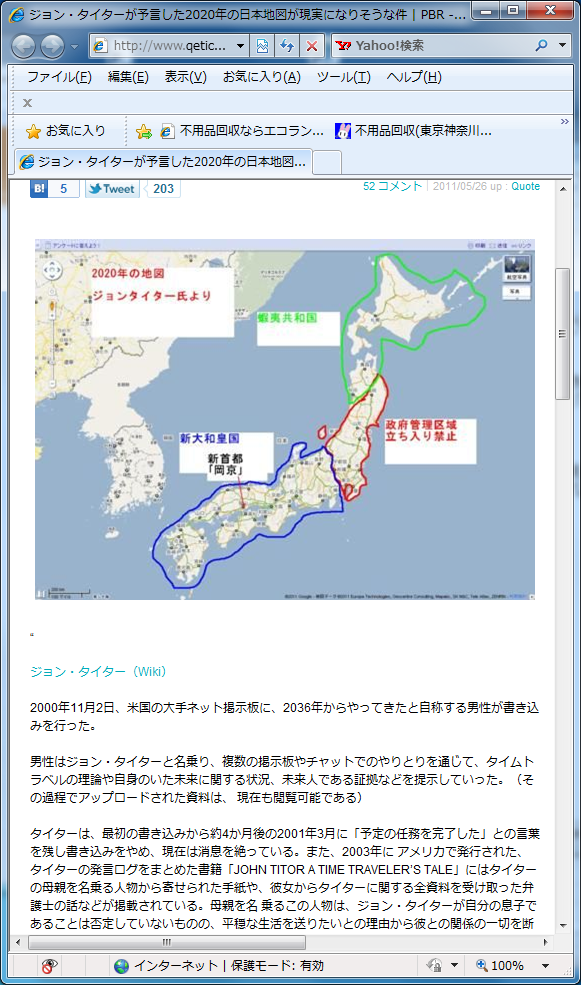 ジョン・タイターが予言した2020年の日本地図が現実になりそうな件 | PBR -...
http://www.qetic...
Yahoo!検索
ファイル(F) 編集(E) 表示(V) お気に入り(A) ツール(T) ヘルプ(H)
x
お気に入り 不用品回収ならエコラン... 不用品回収(東京神奈川...
ジョン・タイターが予言した2020年の日本地図...
B! 5 Tweet 203 52 コメント | 2011/05/26 up : Quote
アンケートに答えよう! 印刷 送信 リンク
2020年の地図
ジョンタイター氏より
航空写真
写真
蝦夷共和国
政府管理区域
立ち入り禁止
新大和皇国
新首都
「岡京」
"
ジョン・タイター（Wiki）
2000年11月2日、米国の大手ネット掲示板に、2036年からやってきたと自称する男性が書き込
みを行った。
男性はジョン・タイターと名乗り、複数の掲示板やチャットでのやりとりを通じて、タイムト
ラベルの理論や自身のいた未来に関する状況、未来人である証拠などを提示していった。（そ
の過程でアップロードされた資料は、 現在も閲覧可能である）
タイターは、最初の書き込みから約4か月後の2001年3月に「予定の任務を完了した」との言葉
を残し書き込みをやめ、現在は消息を絶っている。また、2003年に アメリカで発行された、
タイターの発言ログをまとめた書籍「JOHN TITOR A TIME TRAVELER'S TALE」にはタイター
の母親を名乗る人物から寄せられた手紙や、彼女からタイターに関する全資料を受け取った弁
護士の話などが掲載されている。母親を名 乗るこの人物は、ジョン・タイターが自分の息子で
あることは否定していないものの、平穏な生活を送りたいとの理由から彼との関係の一切を断
インターネット | 保護モード: 有効 100%